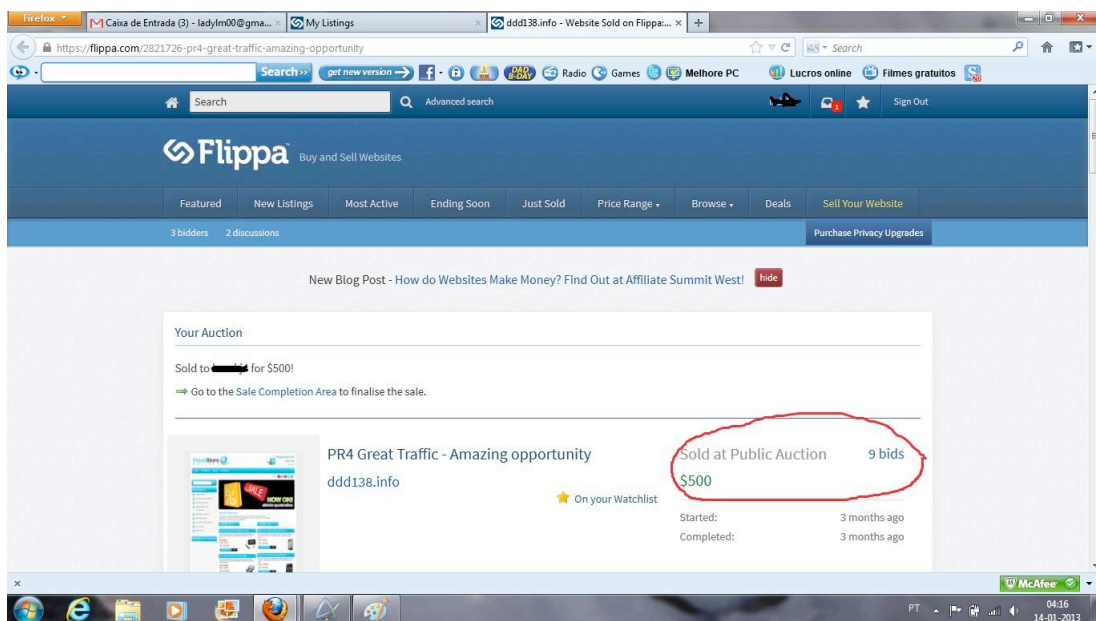 Firefox
Caixa de Entrada (3) - ladylm00@gma...
My Listings
ddd138.info - Website Sold on Flippa:...
https://flippa.com/2821726-pr4-great-traffic-amazing-opportunity
Search
Search
get new version
Radio
Games
Melhore PC
Lucros online
Filmes gratuitos
Search
Advanced search
1
Sign Out
Flippa
Buy and Sell Websites
Featured
New Listings
Most Active
Ending Soon
Just Sold
Price Range
Browse
Deals
Sell Your Website
3 bidders
2 discussions
Purchase Privacy Upgrades
New Blog Post - How do Websites Make Money? Find Out at Affiliate Summit West!
hide
Your Auction
Sold to for $500!
Go to the Sale Completion Area to finalise the sale.
PR4 Great Traffic - Amazing opportunity
ddd138.info
On your Watchlist
Sold at Public Auction
9 bids
$500
Started:
3 months ago
Completed:
3 months ago
SALE
NOW ON!
McAfee
PT
04:16
14-01-2013